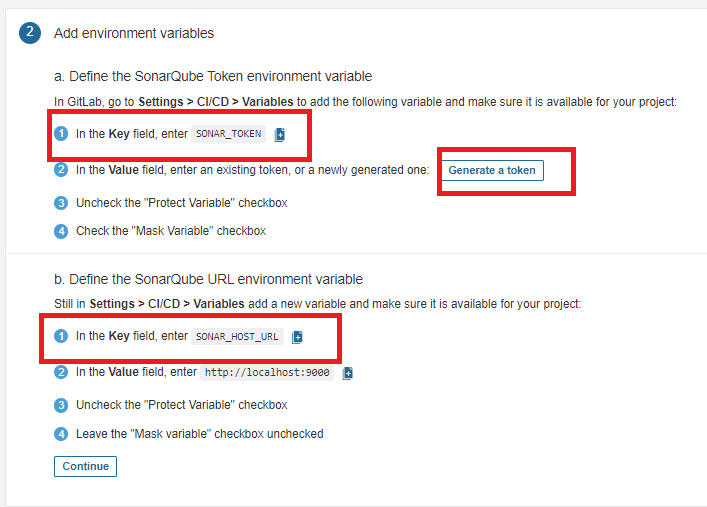 2 Add environment variables
a. Define the SonarQube Token environment variable
In GitLab, go to Settings > CI/CD > Variables to add the following variable and make sure it is available for your project:
1 In the Key field, enter SONAR_TOKEN
2 In the Value field, enter an existing token, or a newly generated one: Generate a token
3 Uncheck the "Protect Variable" checkbox
4 Check the "Mask Variable" checkbox
b. Define the SonarQube URL environment variable
Still in Settings > CI/CD > Variables add a new variable and make sure it is available for your project:
1 In the Key field, enter SONAR_HOST_URL
2 In the Value field, enter http://localhost:9000
3 Uncheck the "Protect Variable" checkbox
4 Leave the "Mask variable" checkbox unchecked
Continue